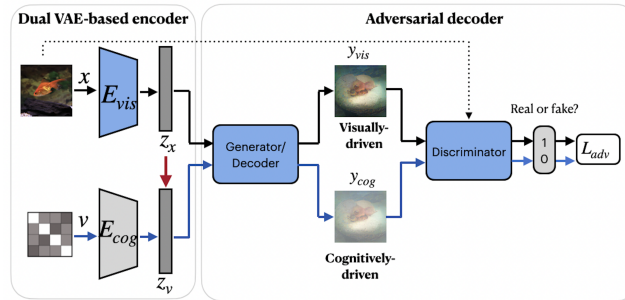 Dual VAE-based encoder
Adversarial decoder
x
E_vis
z_x
v
E_cog
z_v
Generator/
Decoder
y_vis
Visually-
driven
y_cog
Cognitively-
driven
Discriminator
Real or fake?
1
0
L_adv